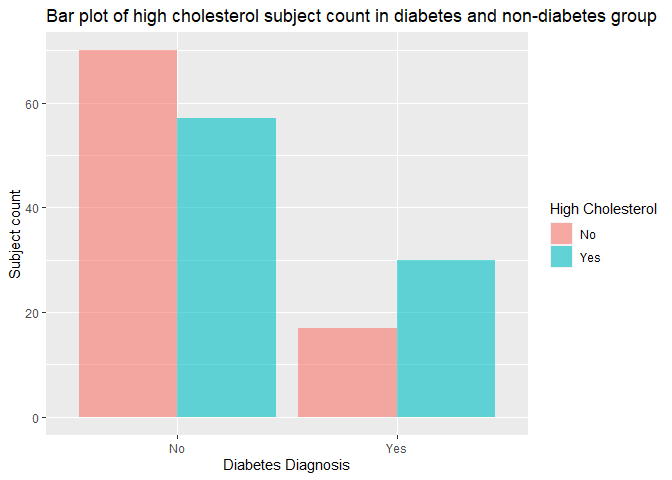 Bar plot of high cholesterol subject count in diabetes and non-diabetes group
60
40
20
0
Subject count
No
Yes
Diabetes Diagnosis
High Cholesterol
No
Yes